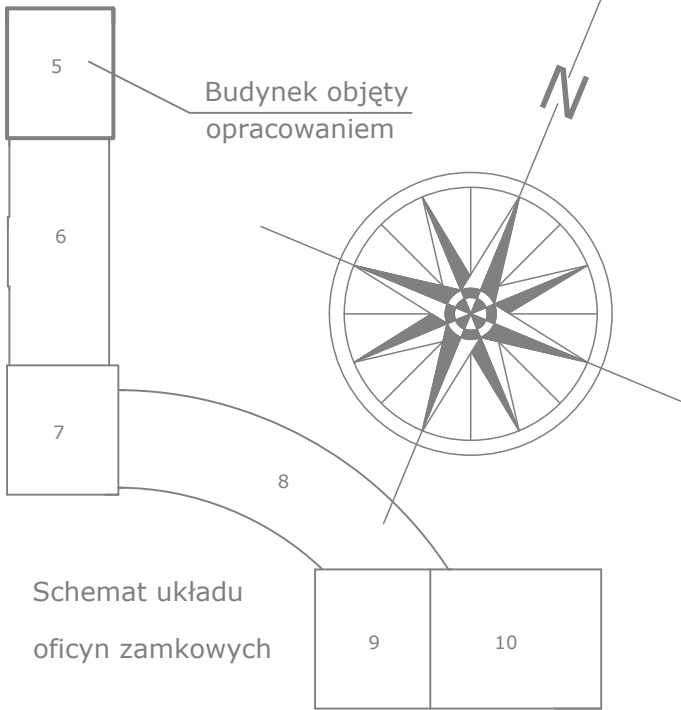 5
Budynek objęty
opracowaniem
N
6
7
8
Schemat układu
oficyn zamkowych
9
10